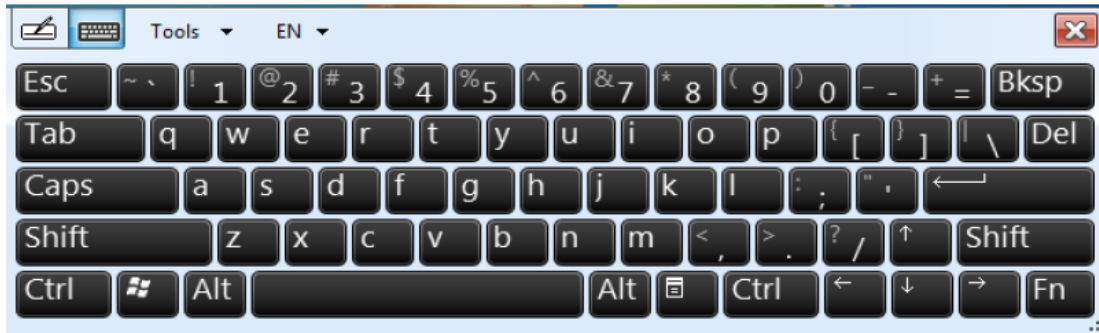 Tools EN
Esc ~ ` ! 1 @ 2 # 3 $ 4 % 5 ^ 6 & 7 * 8 ( 9 ) 0 _ - + = Bksp
Tab q w e r t y u i o p { [ } ] | \ Del
Caps a s d f g h j k l : ; " '
Shift z x c v b n m < , > . ? / ↑ Shift
Ctrl Alt Alt Ctrl ← ↓ → Fn